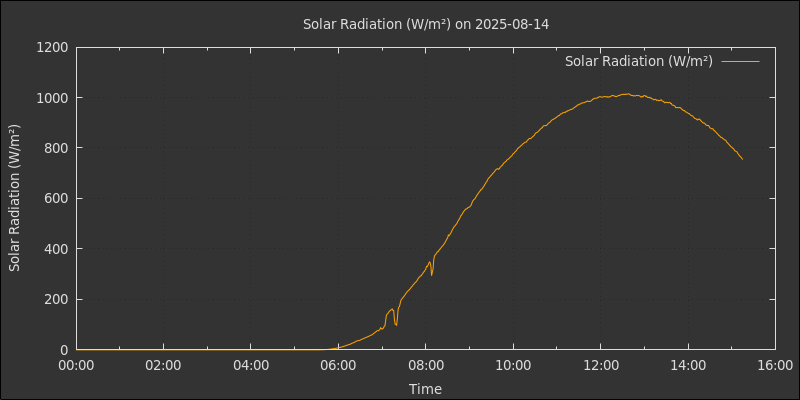 Solar Radiation (W/m²) on 2025-08-14
Solar Radiation (W/m²)
1200
1000
800
600
400
200
0
Solar Radiation (W/m²)
00:00 02:00 04:00 06:00 08:00 10:00 12:00 14:00 16:00
Time